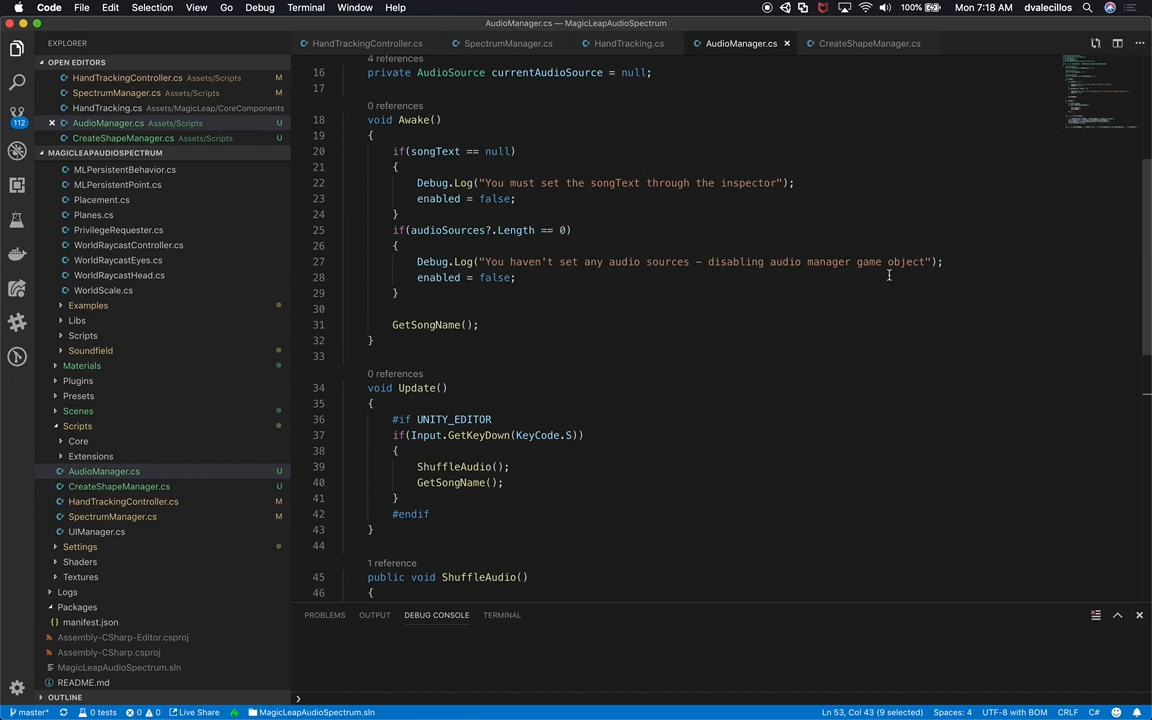 Code File Edit Selection View Go Debug Terminal Window Help 100% Mon 7:18 AM dvalecillos
AudioManager.cs — MagicLeapAudioSpectrum
EXPLORER
HandTrackingController.cs SpectrumManager.cs HandTracking.cs AudioManager.cs CreateShapeManager.cs
OPEN EDITORS
HandTrackingController.cs Assets/Scripts M
SpectrumManager.cs Assets/Scripts M
HandTracking.cs Assets/MagicLeap/CoreComponents
AudioManager.cs Assets/Scripts U
CreateShapeManager.cs Assets/Scripts U
MAGICLEAPAUDIOSPECTRUM
MLPersistentBehavior.cs
MLPersistentPoint.cs
Placement.cs
Planes.cs
PrivilegeRequester.cs
WorldRaycastController.cs
WorldRaycastEyes.cs
WorldRaycastHead.cs
WorldScale.cs
Examples
Libs
Scripts
Soundfield
Materials
Plugins
Presets
Scenes
Scripts
Core
Extensions
AudioManager.cs U
CreateShapeManager.cs U
HandTrackingController.cs M
SpectrumManager.cs M
UIManager.cs
Settings
Shaders
Textures
Logs
Packages
manifest.json
Assembly-CSharp-Editor.csproj
Assembly-CSharp.csproj
MagicLeapAudioSpectrum.sln
README.md
OUTLINE
112
4 references
16 private AudioSource currentAudioSource = null;
17
0 references
18 void Awake()
19 {
20 if(songText == null)
21 {
22 Debug.Log("You must set the songText through the inspector");
23 enabled = false;
24 }
25 if(audioSources?.Length == 0)
26 {
27 Debug.Log("You haven't set any audio sources - disabling audio manager game object");
28 enabled = false;
29 }
30
31 GetSongName();
32 }
33
0 references
34 void Update()
35 {
36 #if UNITY_EDITOR
37 if(Input.GetKeyDown(KeyCode.S))
38 {
39 ShuffleAudio();
40 GetSongName();
41 }
42 #endif
43 }
44
1 reference
45 public void ShuffleAudio()
46 {
PROBLEMS OUTPUT DEBUG CONSOLE TERMINAL
master* 0 tests 0 0 Live Share MagicLeapAudioSpectrum.sln Ln 53, Col 43 (9 selected) Spaces: 4 UTF-8 with BOM CRLF C#